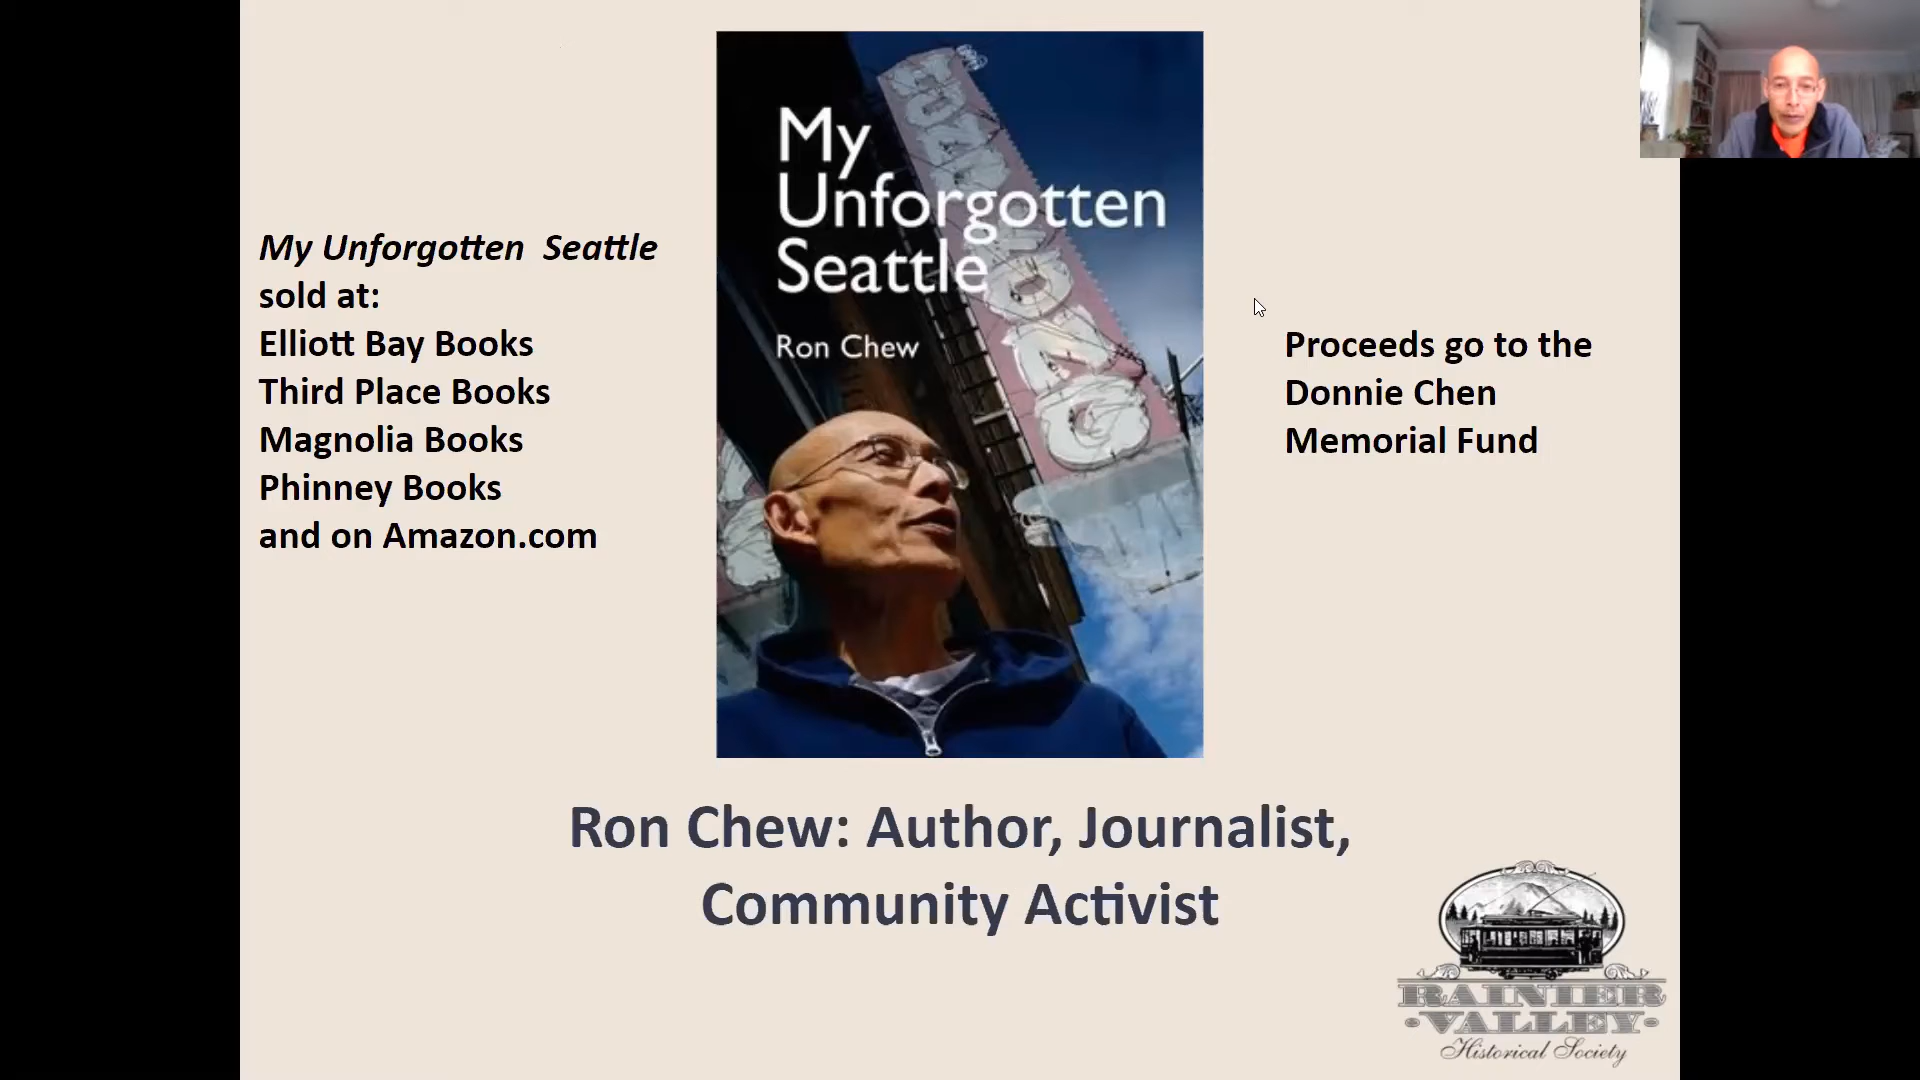 My
Unforgotten
Seattle
Ron Chew
My Unforgotten  Seattle
sold at:
Elliott Bay Books
Third Place Books
Magnolia Books
Phinney Books
and on Amazon.com
Proceeds go to the
Donnie Chen
Memorial Fund
Ron Chew: Author, Journalist,
Community Activist
RAINIER
VALLEY
Historical Society